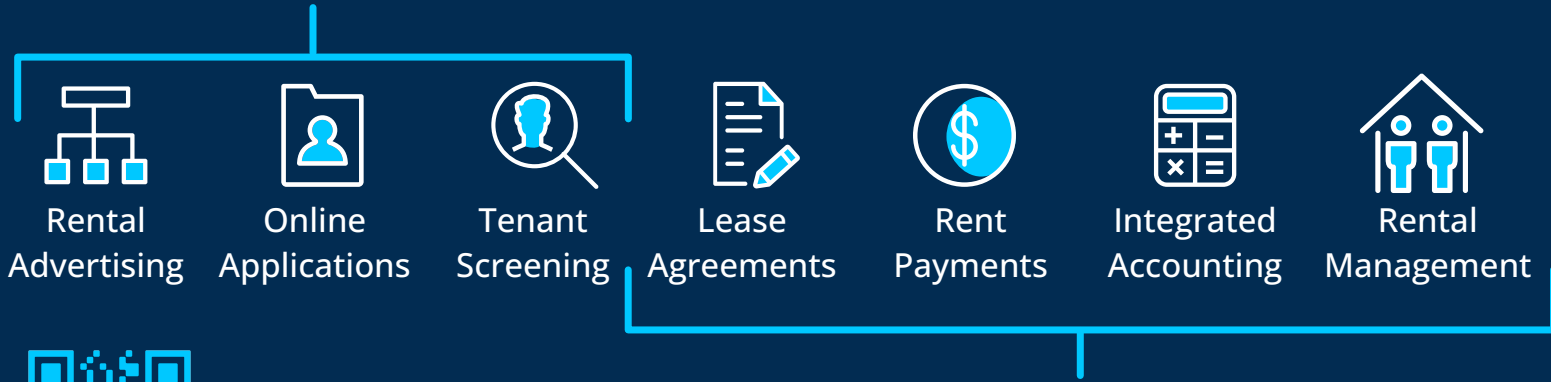 Rental
Advertising
Online
Applications
Tenant
Screening
Lease
Agreements
$
Rent
Payments
+ −
× =
Integrated
Accounting
Rental
Management